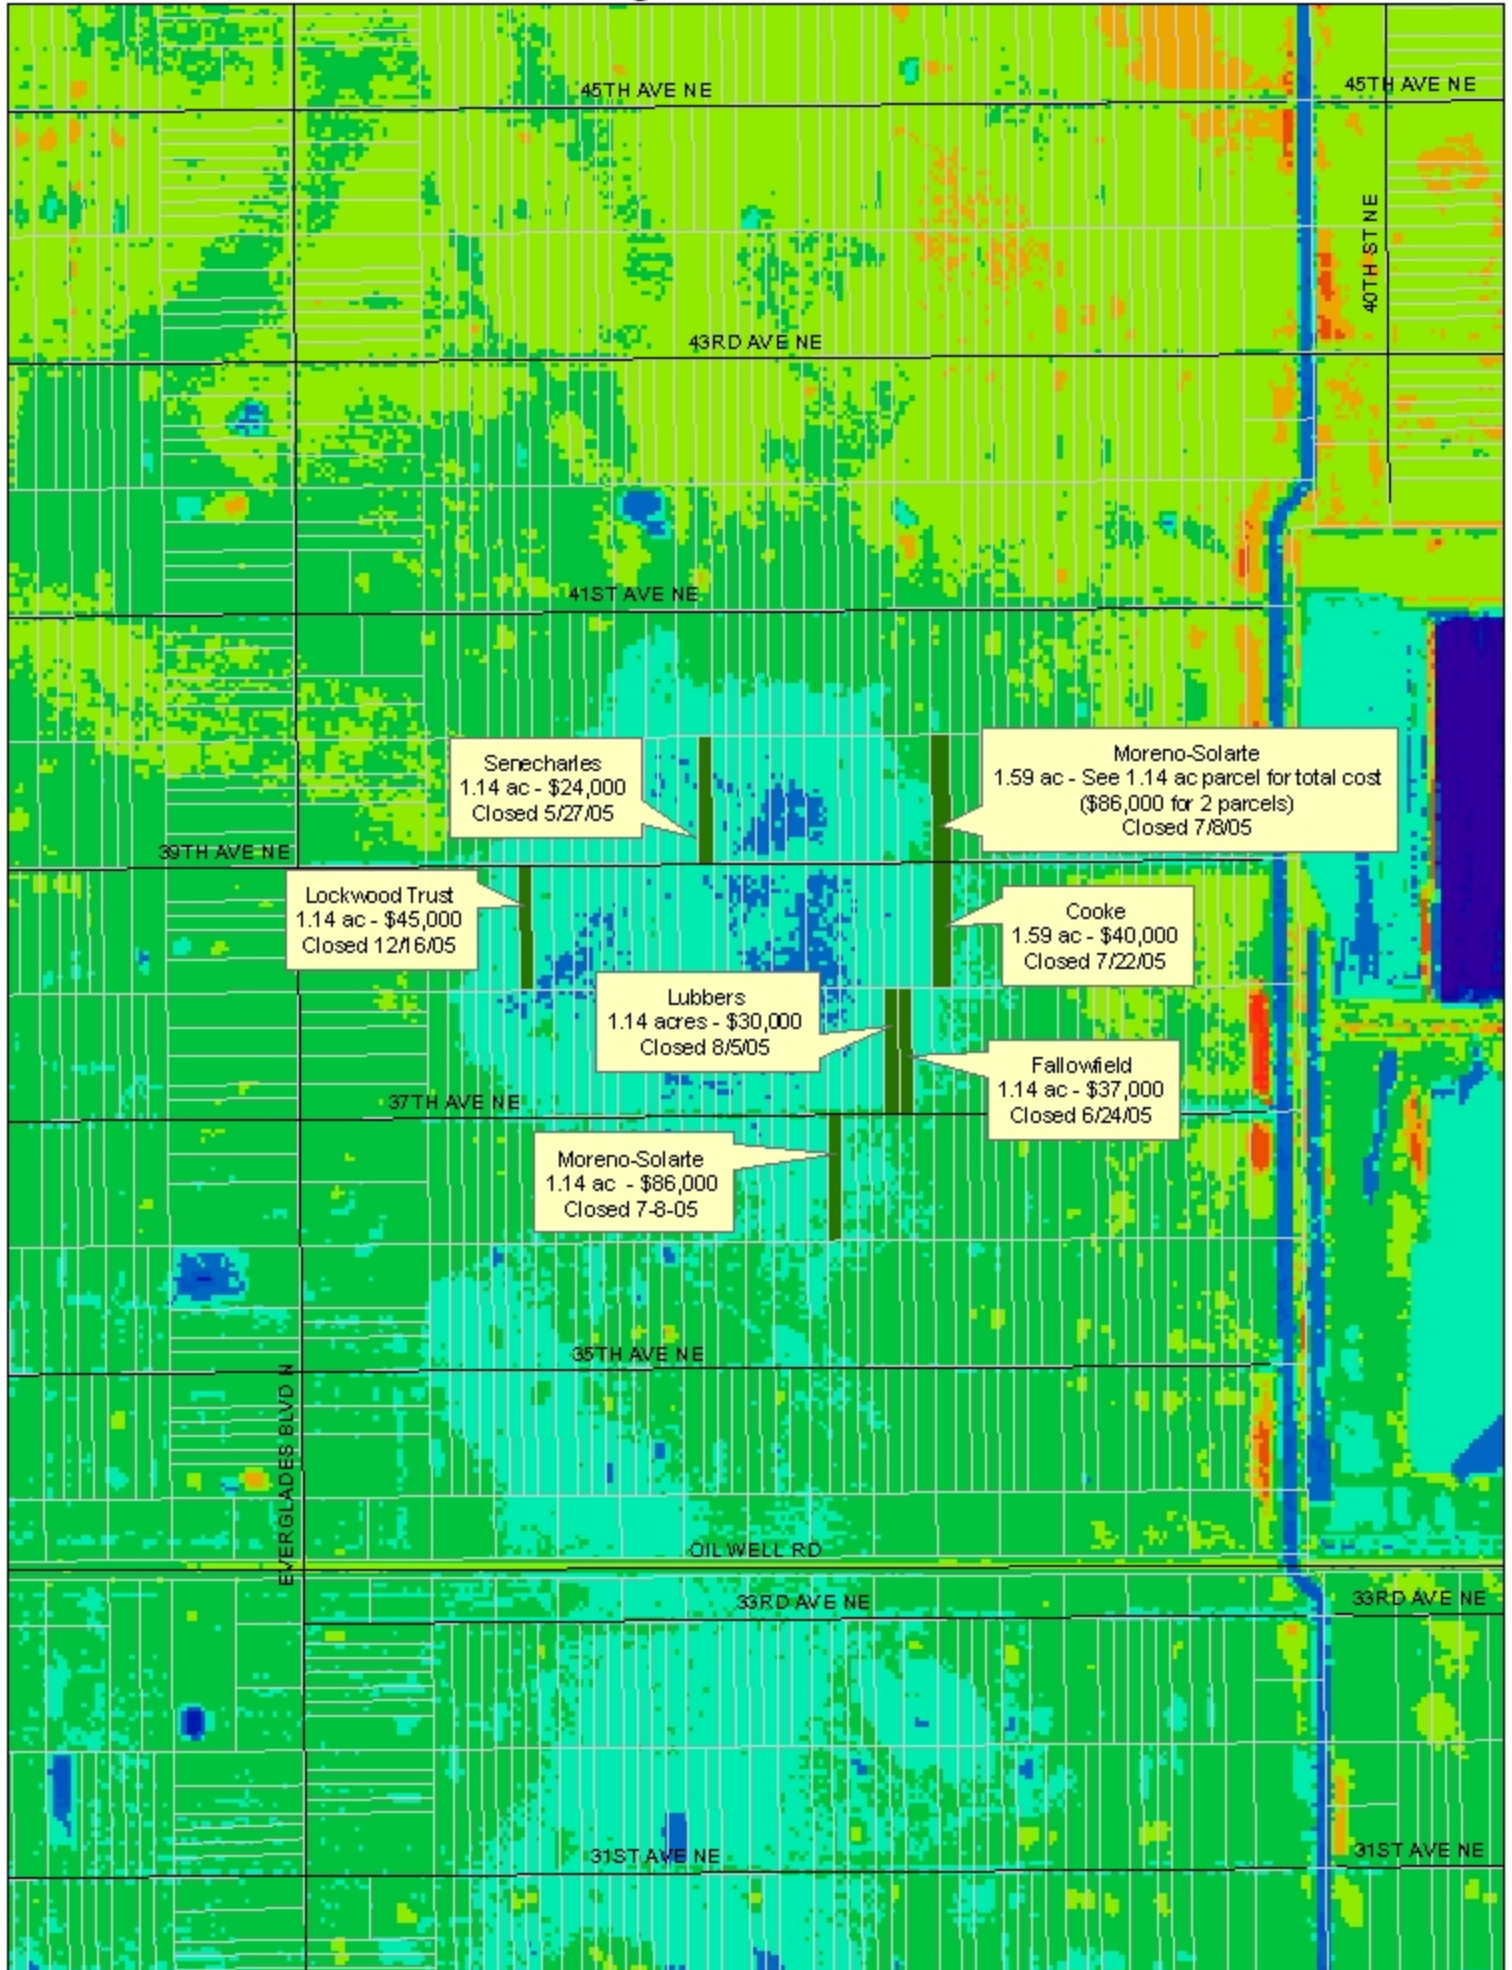 45TH AVE NE
45TH AVE NE
40TH ST NE
43RD AVE NE
41ST AVE NE
Senecharles
1.14 ac - $24,000
Closed 5/27/05
Moreno-Solarte
1.59 ac - See 1.14 ac parcel for total cost
($86,000 for 2 parcels)
Closed 7/8/05
39TH AVE NE
Lockwood Trust
1.14 ac - $45,000
Closed 12/16/05
Cooke
1.59 ac - $40,000
Closed 7/22/05
Lubbers
1.14 acres - $30,000
Closed 8/5/05
Fallowfield
1.14 ac - $37,000
Closed 6/24/05
37TH AVE NE
Moreno-Solarte
1.14 ac - $86,000
Closed 7-8-05
35TH AVE NE
EVERGLADES BLVD N
OIL WELL RD
33RD AVE NE
33RD AVE NE
31ST AVE NE
31ST AVE NE